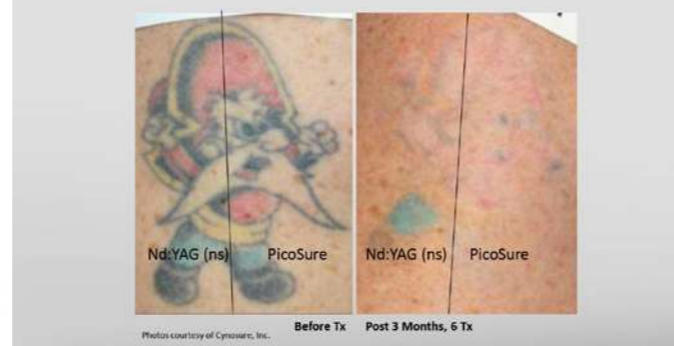 Nd:YAG (ns) PicoSure
Nd:YAG (ns) PicoSure
Before Tx
Post 3 Months, 6 Tx
Photos courtesy of Cynosure, Inc.